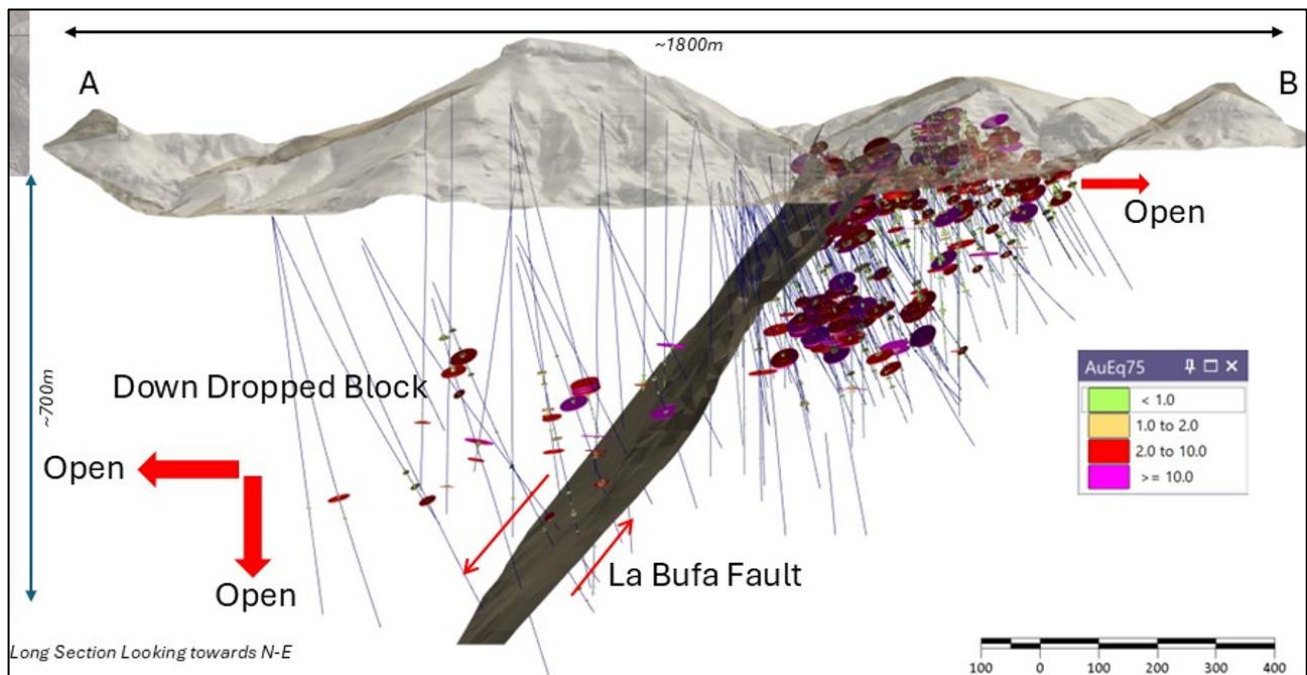 ~1800m
A
B
Open
~700m
Down Dropped Block
Open
Open
La Bufa Fault
AuEq75
< 1.0
1.0 to 2.0
2.0 to 10.0
>= 10.0
Long Section Looking towards N-E
100 0 100 200 300 400